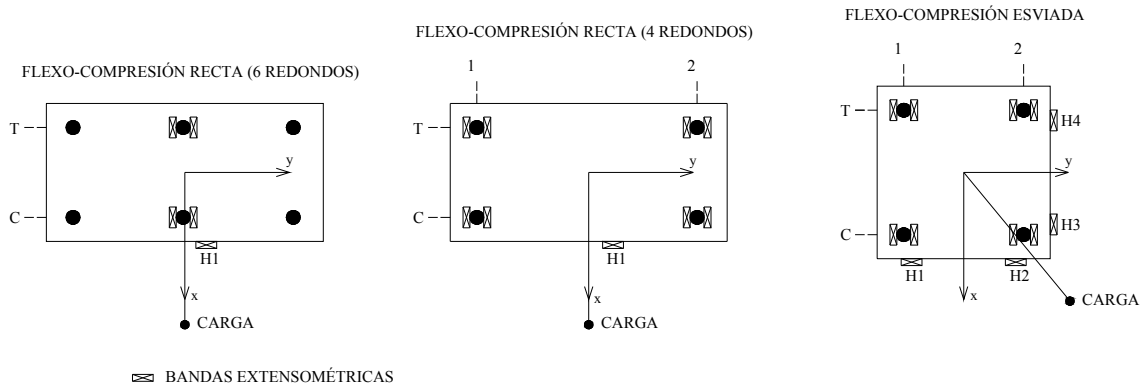 FLEXO-COMPRESIÓN RECTA (6 REDONDOS)
T
C
y
H1
x
CARGA
FLEXO-COMPRESIÓN RECTA (4 REDONDOS)
1 2
T
C
y
H1
x
CARGA
FLEXO-COMPRESIÓN ESVIADA
1 2
T
H4
y
C
H3
H1 H2
x
CARGA
BANDAS EXTENSOMÉTRICAS